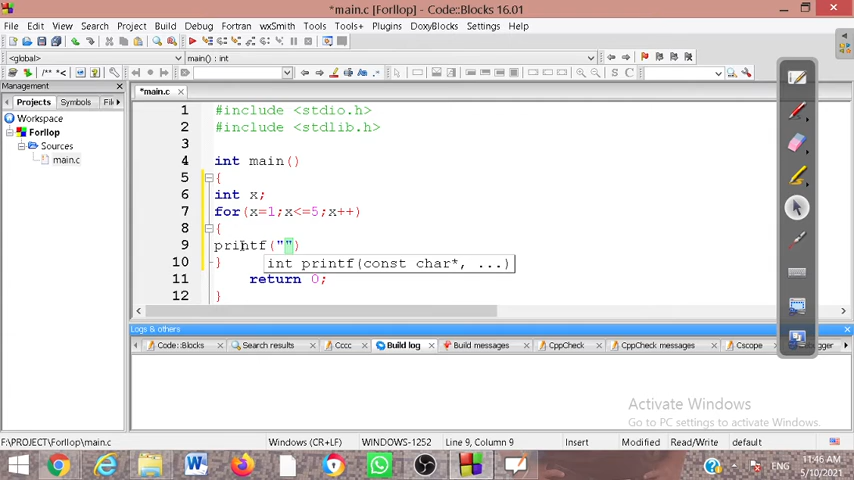 *main.c [Forllop] - Code::Blocks 16.01
File Edit View Search Project Build Debug Fortran wxSmith Tools Tools+ Plugins DoxyBlocks Settings Help
<global> main() : int
/** *< S C
Management
Projects Symbols Fil
*main.c
Workspace
Forllop
Sources
main.c
1 #include <stdio.h>
2 #include <stdlib.h>
3
4 int main()
5 {
6 int x;
7 for(x=1;x<=5;x++)
8 {
9 printf("")
int printf(const char*, ...)
10 }
11 return 0;
12 }
Logs & others
Code::Blocks Search results Cccc Build log Build messages CppCheck CppCheck messages Cscope
Activate Windows
Go to PC settings to activate Windows.
F:\PROJECT\Forllop\main.c Windows (CR+LF) WINDOWS-1252 Line 9, Column 9 Insert Modified Read/Write default
ENG 11:46 AM
5/10/2021